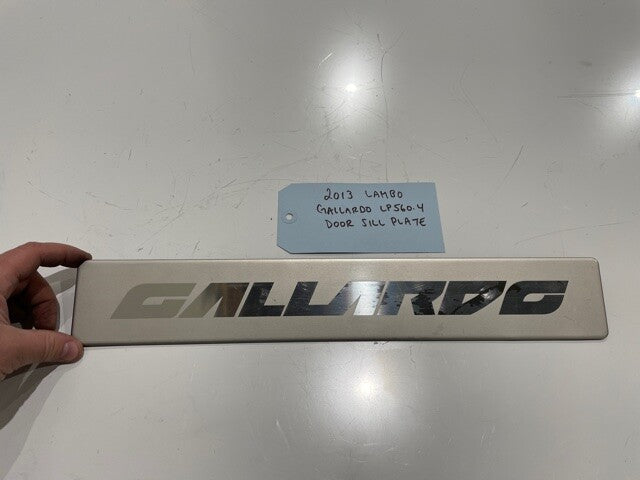 2013 LAMBO
GALLARDO LP560.4
DOOR SILL PLATE
GALLARDO